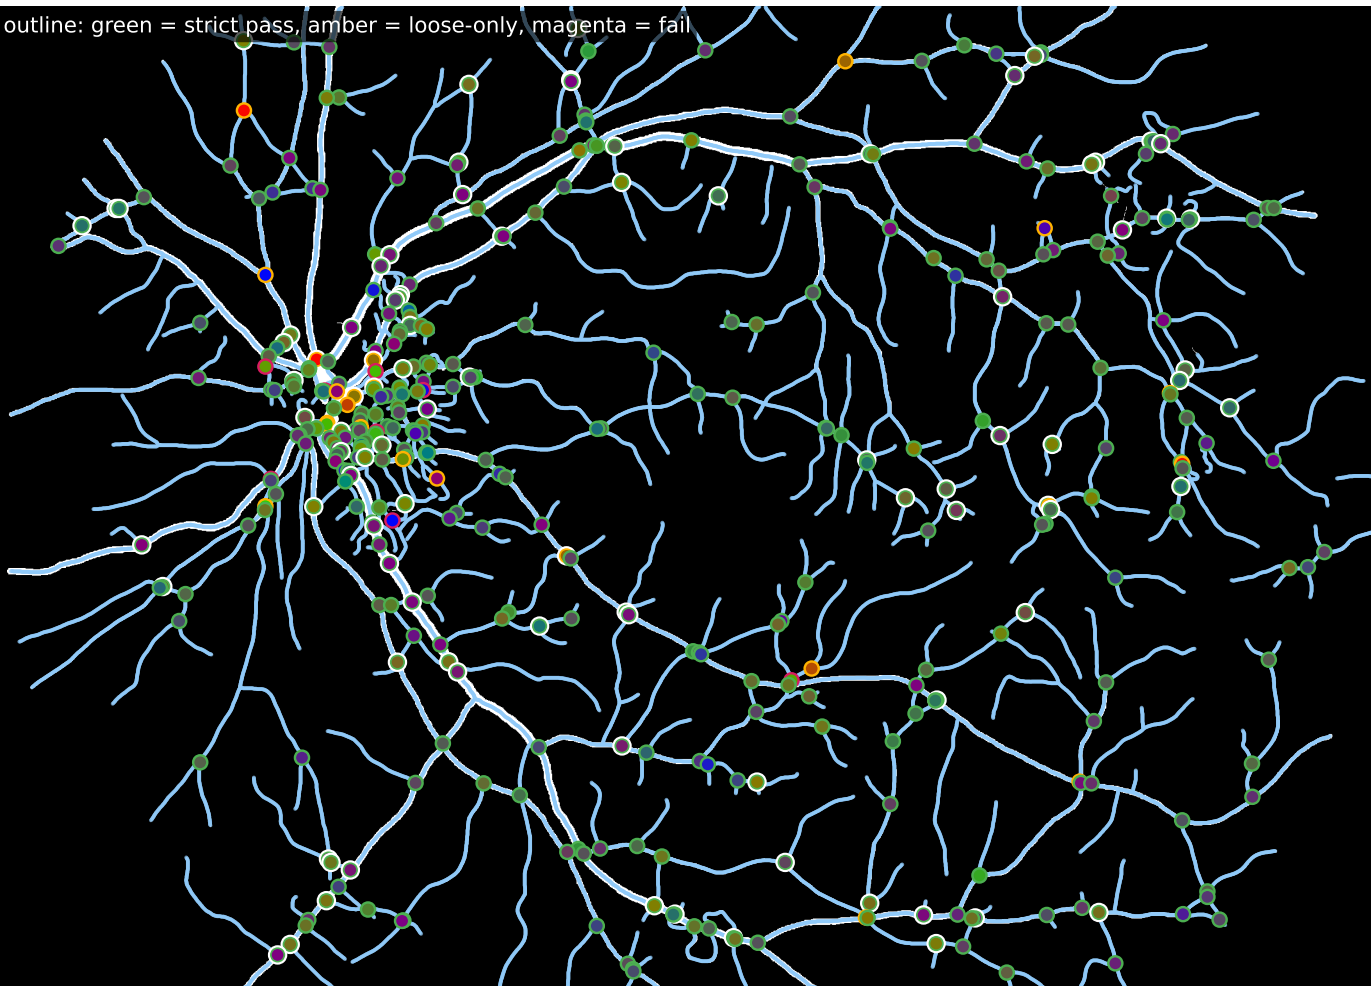 outline: green = strict pass, amber = loose-only, magenta = fail